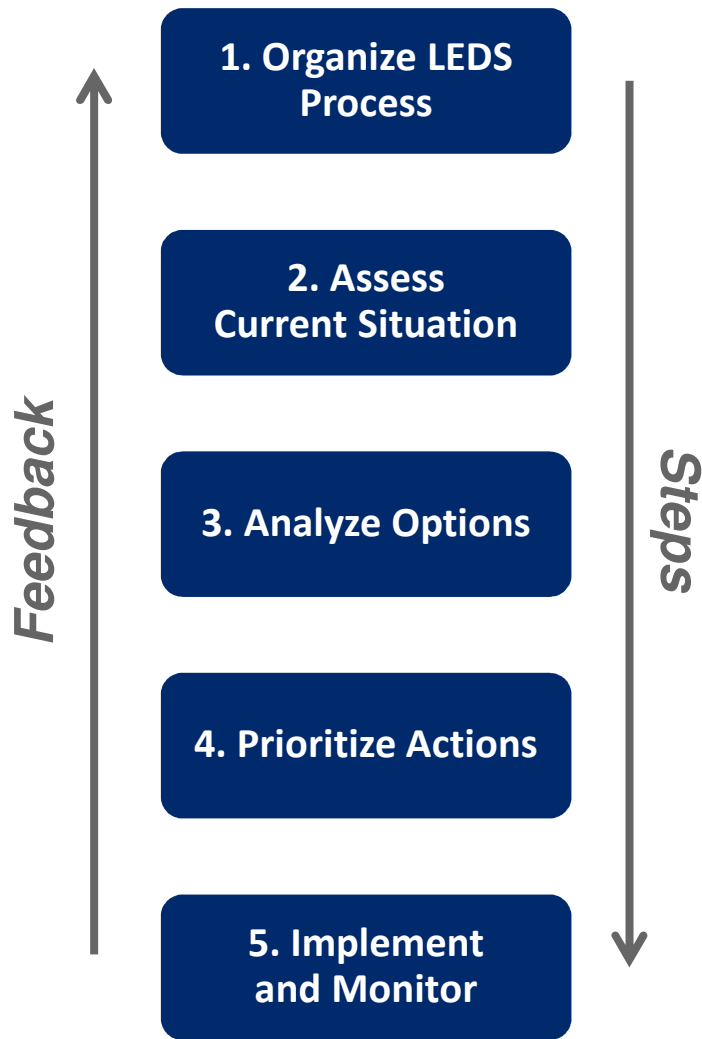 1. Organize LEDS
Process
2. Assess
Current Situation
3. Analyze Options
4. Prioritize Actions
5. Implement
and Monitor
Feedback
Steps